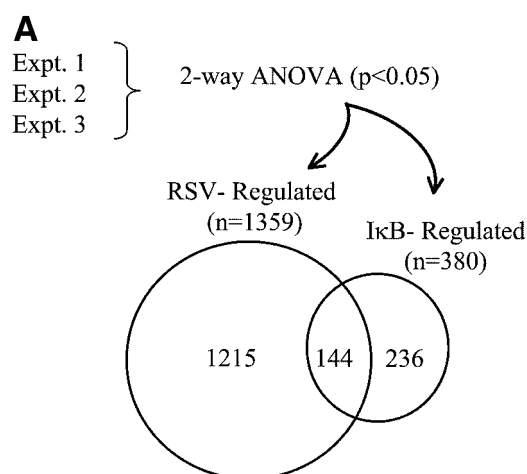 A
Expt. 1
Expt. 2
Expt. 3
2-way ANOVA (p<0.05)
RSV- Regulated
(n=1359)
IκB- Regulated
(n=380)
1215
144
236